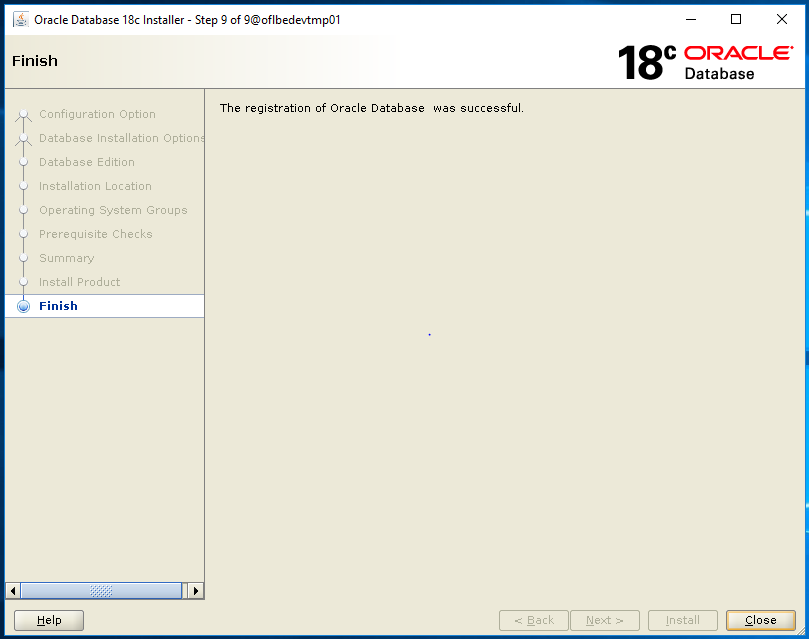 Oracle Database 18c Installer - Step 9 of 9@oflbedevtmp01
Finish
18c ORACLE
Database
Configuration Option
Database Installation Options
Database Edition
Installation Location
Operating System Groups
Prerequisite Checks
Summary
Install Product
Finish
The registration of Oracle Database  was successful.
Help
< Back
Next >
Install
Close